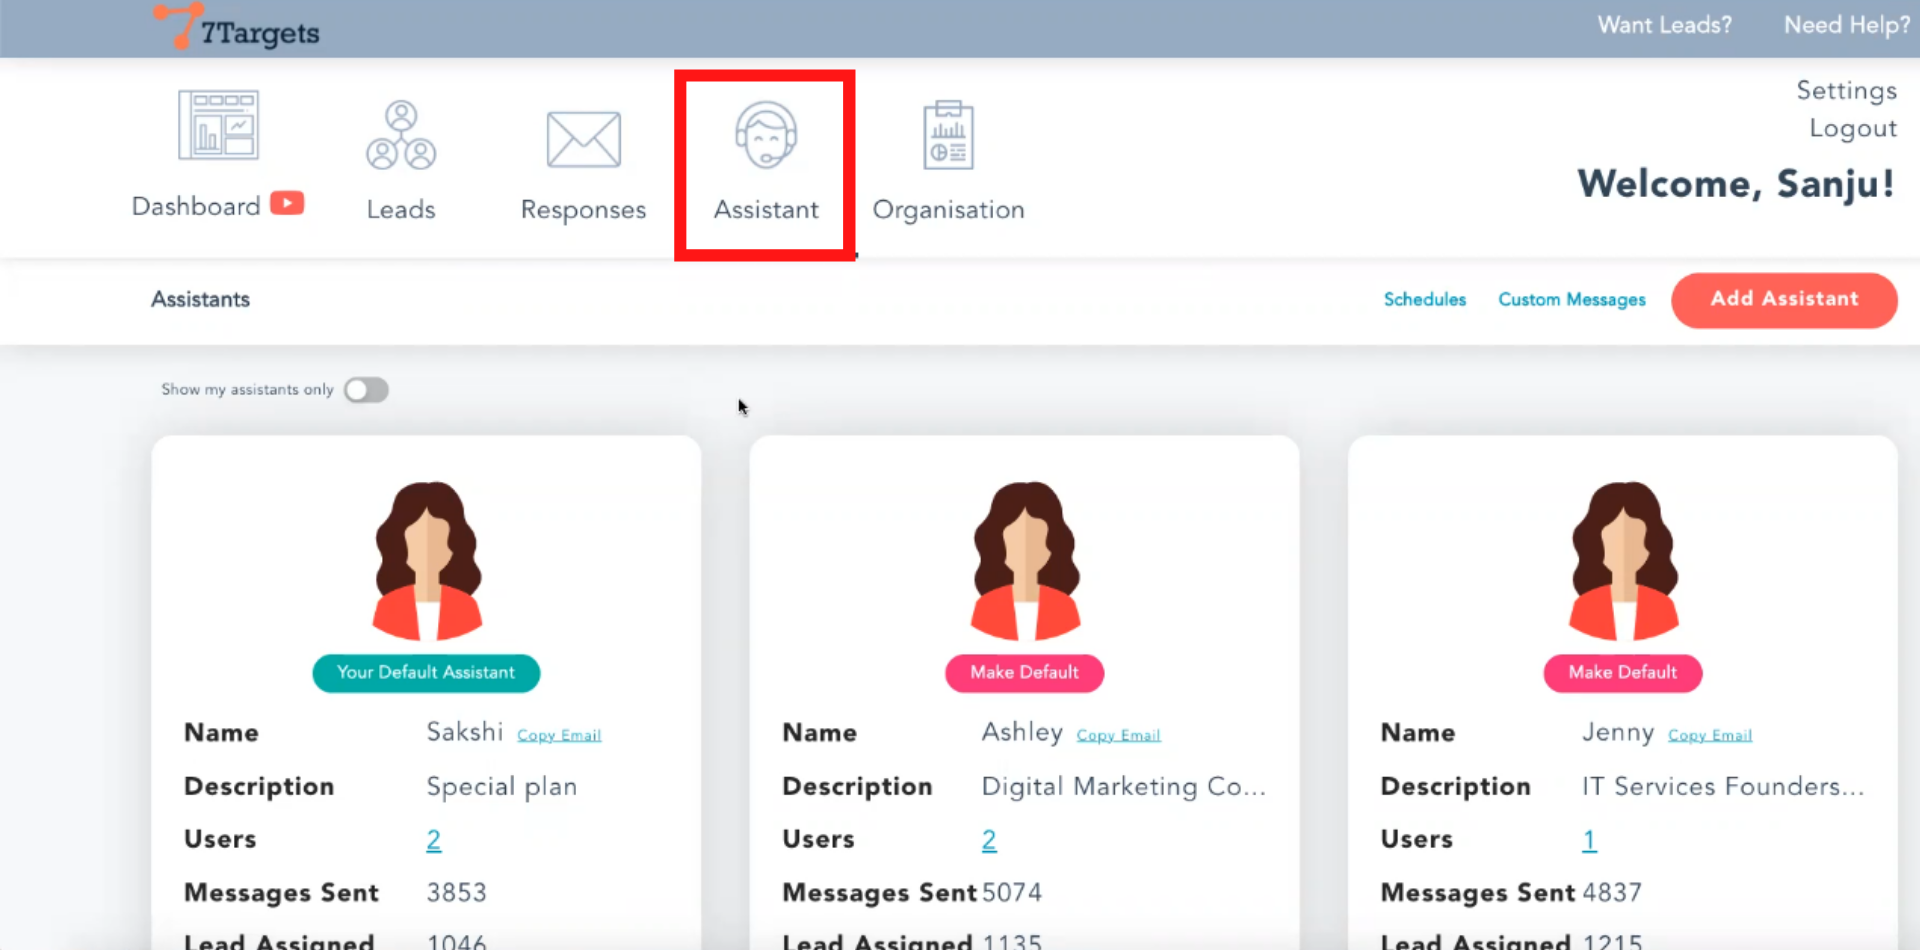 7Targets
Want Leads? Need Help?
Settings
Logout
Welcome, Sanju!
Dashboard Leads Responses Assistant Organisation
Assistants Schedules Custom Messages Add Assistant
Show my assistants only
Your Default Assistant
Name Sakshi Copy Email
Description Special plan
Users 2
Messages Sent 3853
Lead Assigned 1046
Make Default
Name Ashley Copy Email
Description Digital Marketing Co...
Users 2
Messages Sent 5074
Lead Assigned 1135
Make Default
Name Jenny Copy Email
Description IT Services Founders...
Users 1
Messages Sent 4837
Lead Assigned 1215